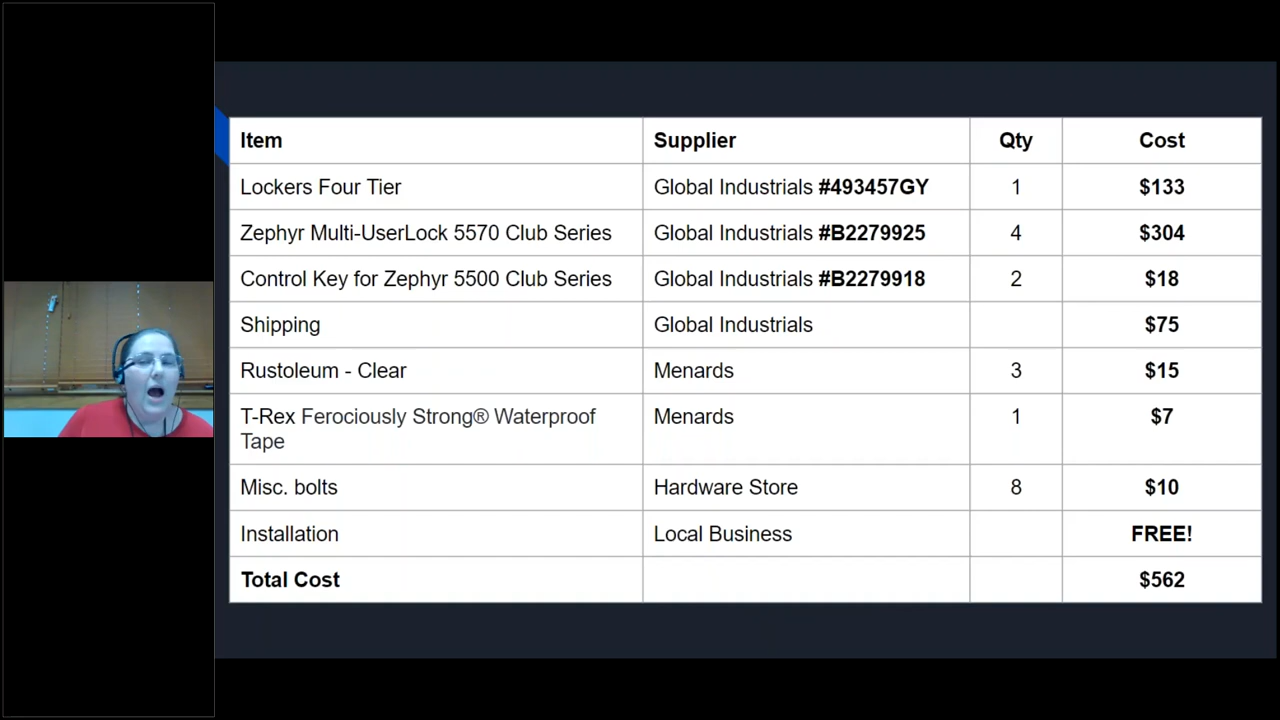 Item Supplier Qty Cost
Lockers Four Tier Global Industrials #493457GY 1 $133
Zephyr Multi-UserLock 5570 Club Series Global Industrials #B2279925 4 $304
Control Key for Zephyr 5500 Club Series Global Industrials #B2279918 2 $18
Shipping Global Industrials $75
Rustoleum - Clear Menards 3 $15
T-Rex Ferociously Strong® Waterproof Menards 1 $7
Tape
Misc. bolts Hardware Store 8 $10
Installation Local Business FREE!
Total Cost $562